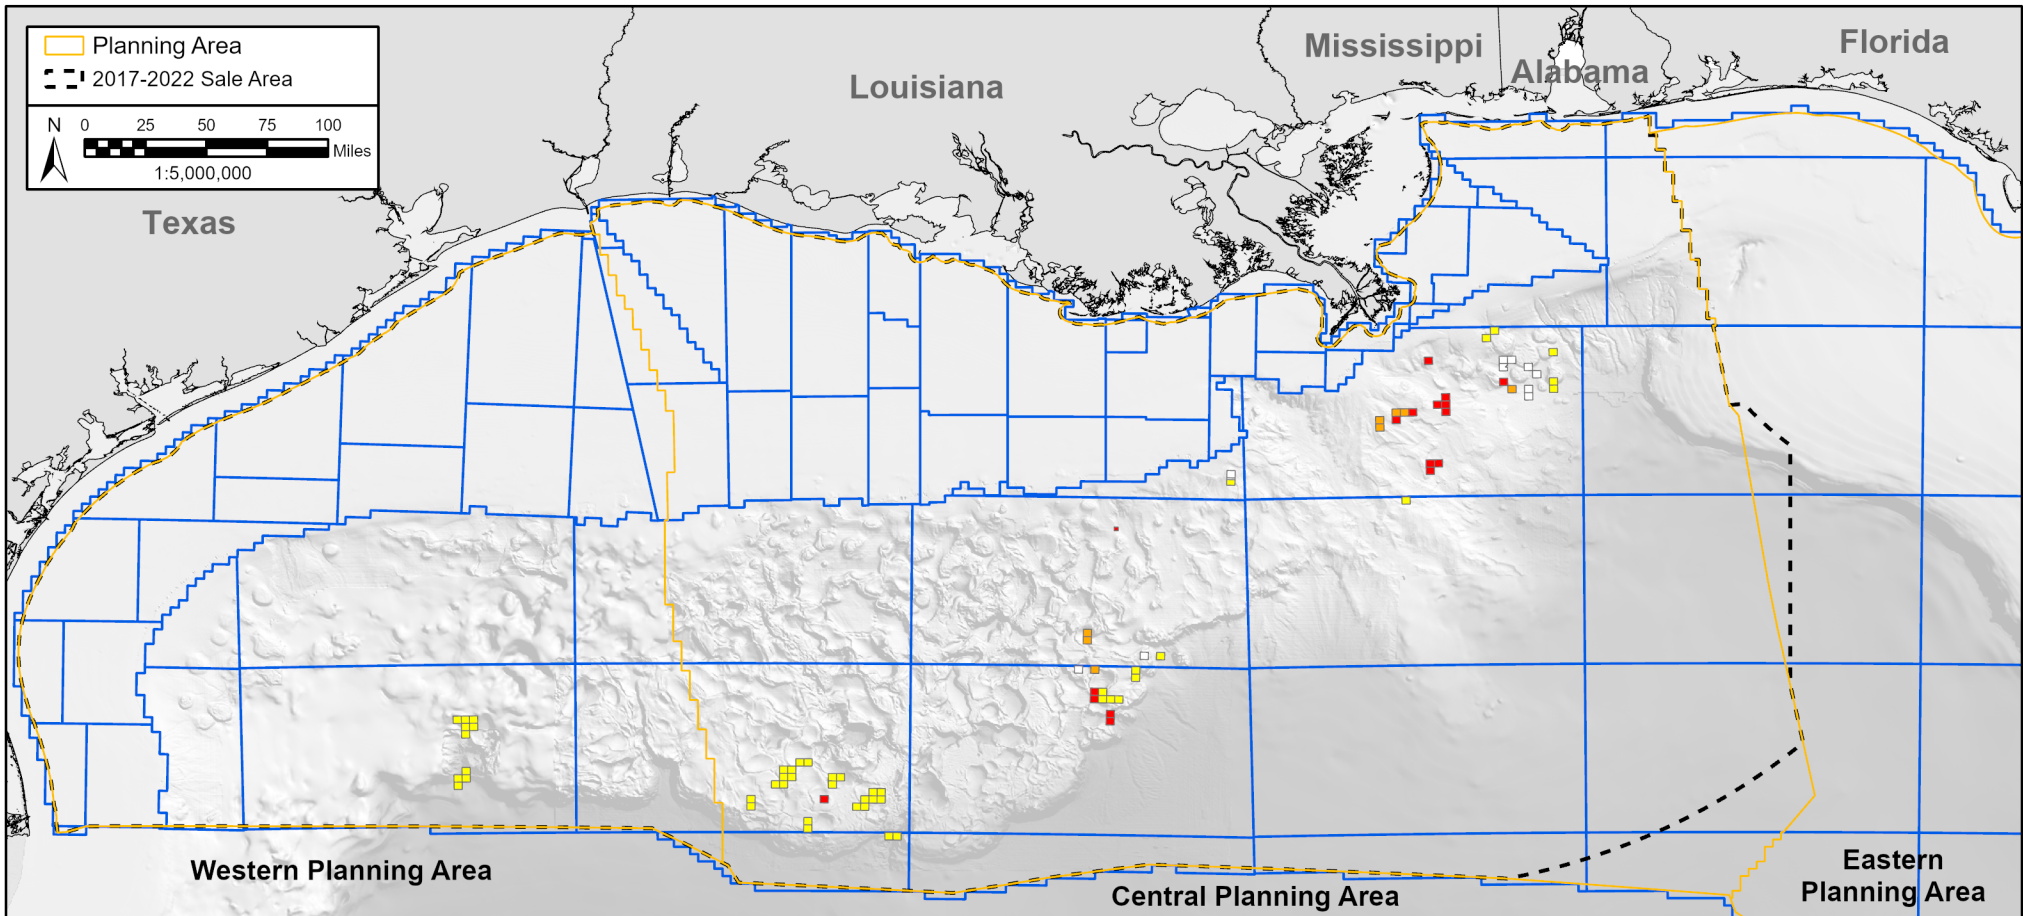 Planning Area
2017-2022 Sale Area
N
0 25 50 75 100
Miles
1:5,000,000
Texas
Louisiana
Mississippi
Alabama
Florida
Western Planning Area
Central Planning Area
Eastern
Planning Area